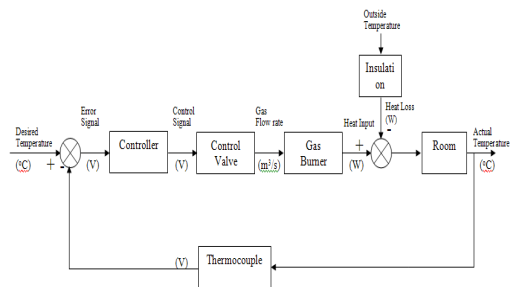 Outside
Temperature
Insulati
on
Error
Signal
Control
Signal
Gas
Flow rate
Heat Input
Heat Loss
(W)
-
Desired
Temperature
Actual
Temperature
Controller
Control
Valve
Gas
Burner
Room
+
+
(°C)
-
(V)
(V)
(m³/s)
(W)
(°C)
(V)
Thermocouple